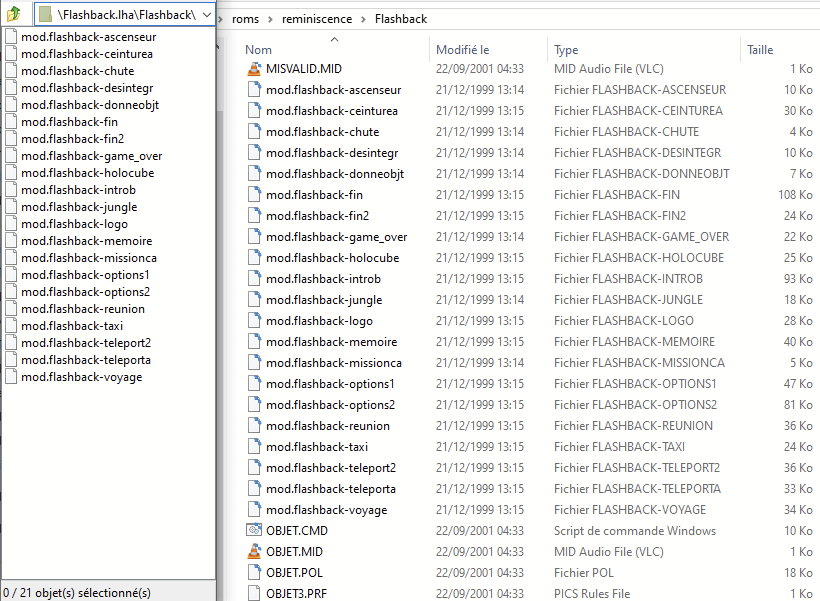 \Flashback.lha\Flashback\
mod.flashback-ascenseur
mod.flashback-ceinturea
mod.flashback-chute
mod.flashback-desintegr
mod.flashback-donneobjt
mod.flashback-fin
mod.flashback-fin2
mod.flashback-game_over
mod.flashback-holocube
mod.flashback-introb
mod.flashback-jungle
mod.flashback-logo
mod.flashback-memoire
mod.flashback-missionca
mod.flashback-options1
mod.flashback-options2
mod.flashback-reunion
mod.flashback-taxi
mod.flashback-teleport2
mod.flashback-teleporta
mod.flashback-voyage
0 / 21 objet(s) sélectionné(s)
roms > reminiscence > Flashback
Nom Modifié le Type Taille
MISVALID.MID 22/09/2001 04:33 MID Audio File (VLC) 1 Ko
mod.flashback-ascenseur 21/12/1999 13:14 Fichier FLASHBACK-ASCENSEUR 10 Ko
mod.flashback-ceinturea 21/12/1999 13:15 Fichier FLASHBACK-CEINTUREA 30 Ko
mod.flashback-chute 21/12/1999 13:14 Fichier FLASHBACK-CHUTE 4 Ko
mod.flashback-desintegr 21/12/1999 13:14 Fichier FLASHBACK-DESINTEGR 10 Ko
mod.flashback-donneobjt 21/12/1999 13:14 Fichier FLASHBACK-DONNEOBJT 7 Ko
mod.flashback-fin 21/12/1999 13:15 Fichier FLASHBACK-FIN 108 Ko
mod.flashback-fin2 21/12/1999 13:15 Fichier FLASHBACK-FIN2 24 Ko
mod.flashback-game_over 21/12/1999 13:14 Fichier FLASHBACK-GAME_OVER 22 Ko
mod.flashback-holocube 21/12/1999 13:15 Fichier FLASHBACK-HOLOCUBE 25 Ko
mod.flashback-introb 21/12/1999 13:15 Fichier FLASHBACK-INTROB 93 Ko
mod.flashback-jungle 21/12/1999 13:14 Fichier FLASHBACK-JUNGLE 18 Ko
mod.flashback-logo 21/12/1999 13:15 Fichier FLASHBACK-LOGO 28 Ko
mod.flashback-memoire 21/12/1999 13:15 Fichier FLASHBACK-MEMOIRE 40 Ko
mod.flashback-missionca 21/12/1999 13:14 Fichier FLASHBACK-MISSIONCA 5 Ko
mod.flashback-options1 21/12/1999 13:15 Fichier FLASHBACK-OPTIONS1 47 Ko
mod.flashback-options2 21/12/1999 13:15 Fichier FLASHBACK-OPTIONS2 81 Ko
mod.flashback-reunion 21/12/1999 13:15 Fichier FLASHBACK-REUNION 36 Ko
mod.flashback-taxi 21/12/1999 13:15 Fichier FLASHBACK-TAXI 24 Ko
mod.flashback-teleport2 21/12/1999 13:15 Fichier FLASHBACK-TELEPORT2 36 Ko
mod.flashback-teleporta 21/12/1999 13:15 Fichier FLASHBACK-TELEPORTA 33 Ko
mod.flashback-voyage 21/12/1999 13:15 Fichier FLASHBACK-VOYAGE 34 Ko
OBJET.CMD 22/09/2001 04:33 Script de commande Windows 10 Ko
OBJET.MID 22/09/2001 04:33 MID Audio File (VLC) 1 Ko
OBJET.POL 22/09/2001 04:33 Fichier POL 18 Ko
OBJET3.PRF 22/09/2001 04:33 PICS Rules File 1 Ko